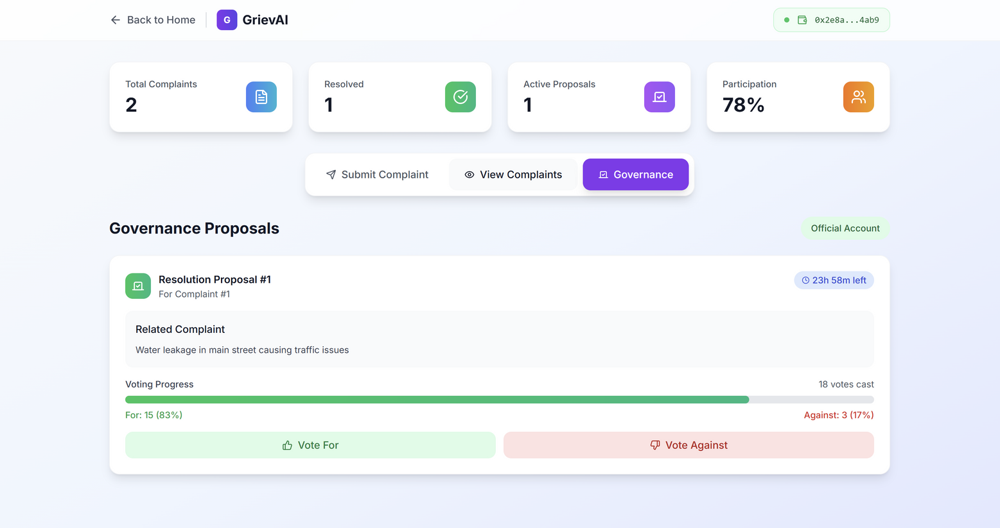 Back to Home
G GrievAI
0x2e8a...4ab9
Total Complaints
2
Resolved
1
Active Proposals
1
Participation
78%
Submit Complaint
View Complaints
Governance
Governance Proposals
Official Account
Resolution Proposal #1
For Complaint #1
23h 58m left
Related Complaint
Water leakage in main street causing traffic issues
Voting Progress
18 votes cast
For: 15 (83%)
Against: 3 (17%)
Vote For
Vote Against